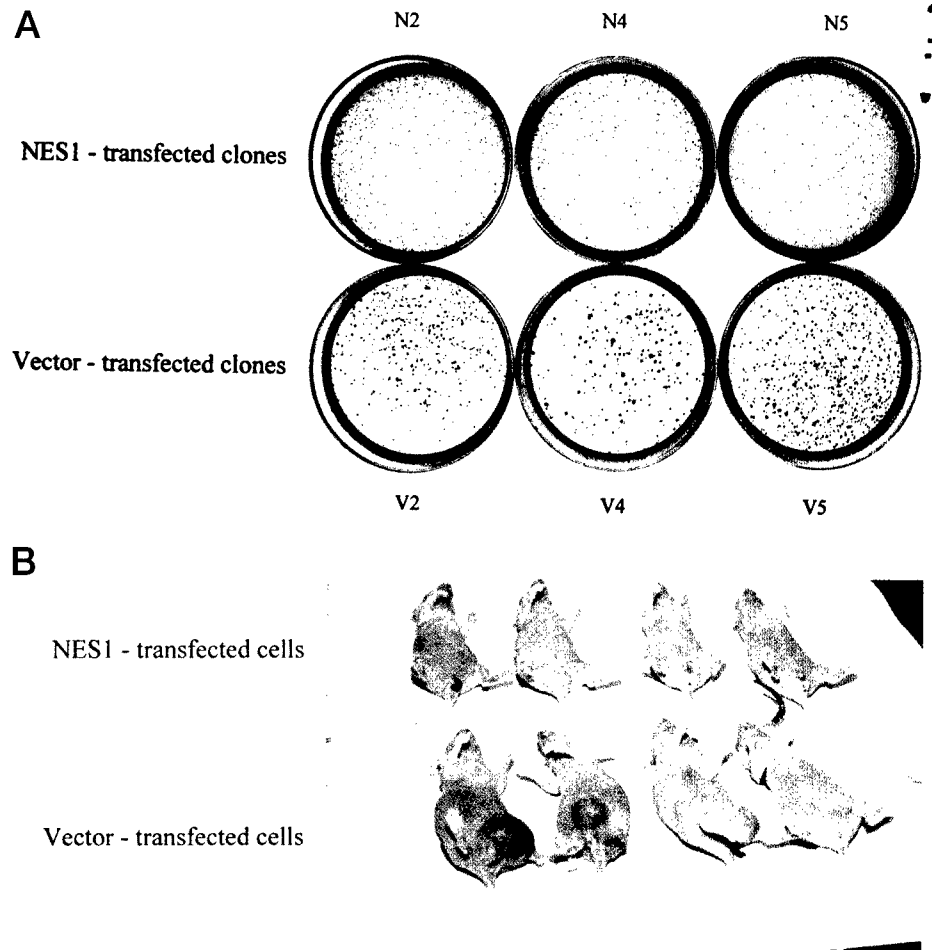 A
N2 N4 N5
NES1 - transfected clones
Vector - transfected clones
V2 V4 V5
B
NES1 - transfected cells
Vector - transfected cells